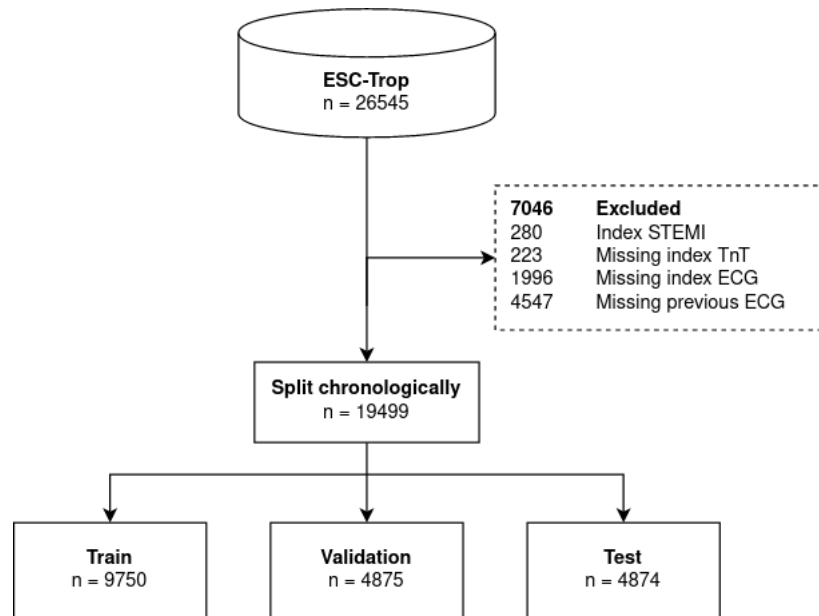 ESC-Trop
n = 26545
7046 Excluded
280 Index STEMI
223 Missing index TnT
1996 Missing index ECG
4547 Missing previous ECG
Split chronologically
n = 19499
Train
n = 9750
Validation
n = 4875
Test
n = 4874